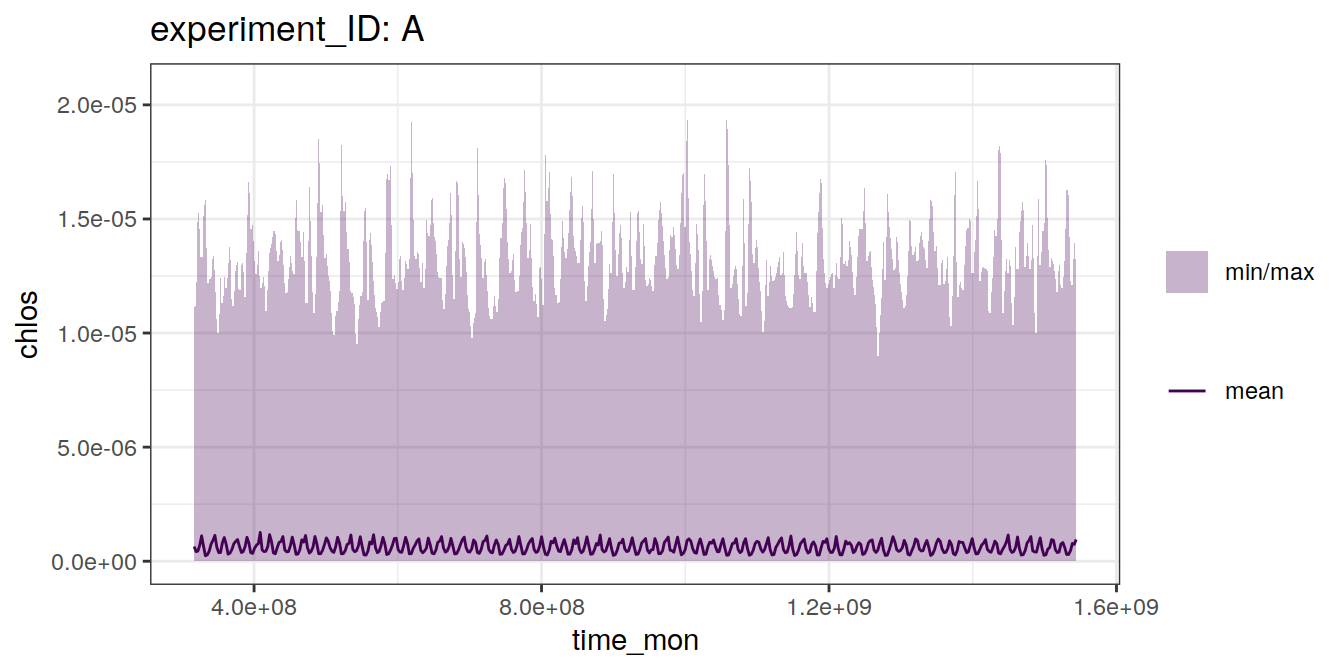 experiment_ID: A
2.0e-05
1.5e-05
1.0e-05
5.0e-06
0.0e+00
chlos
4.0e+08 8.0e+08 1.2e+09 1.6e+09
time_mon
min/max
mean